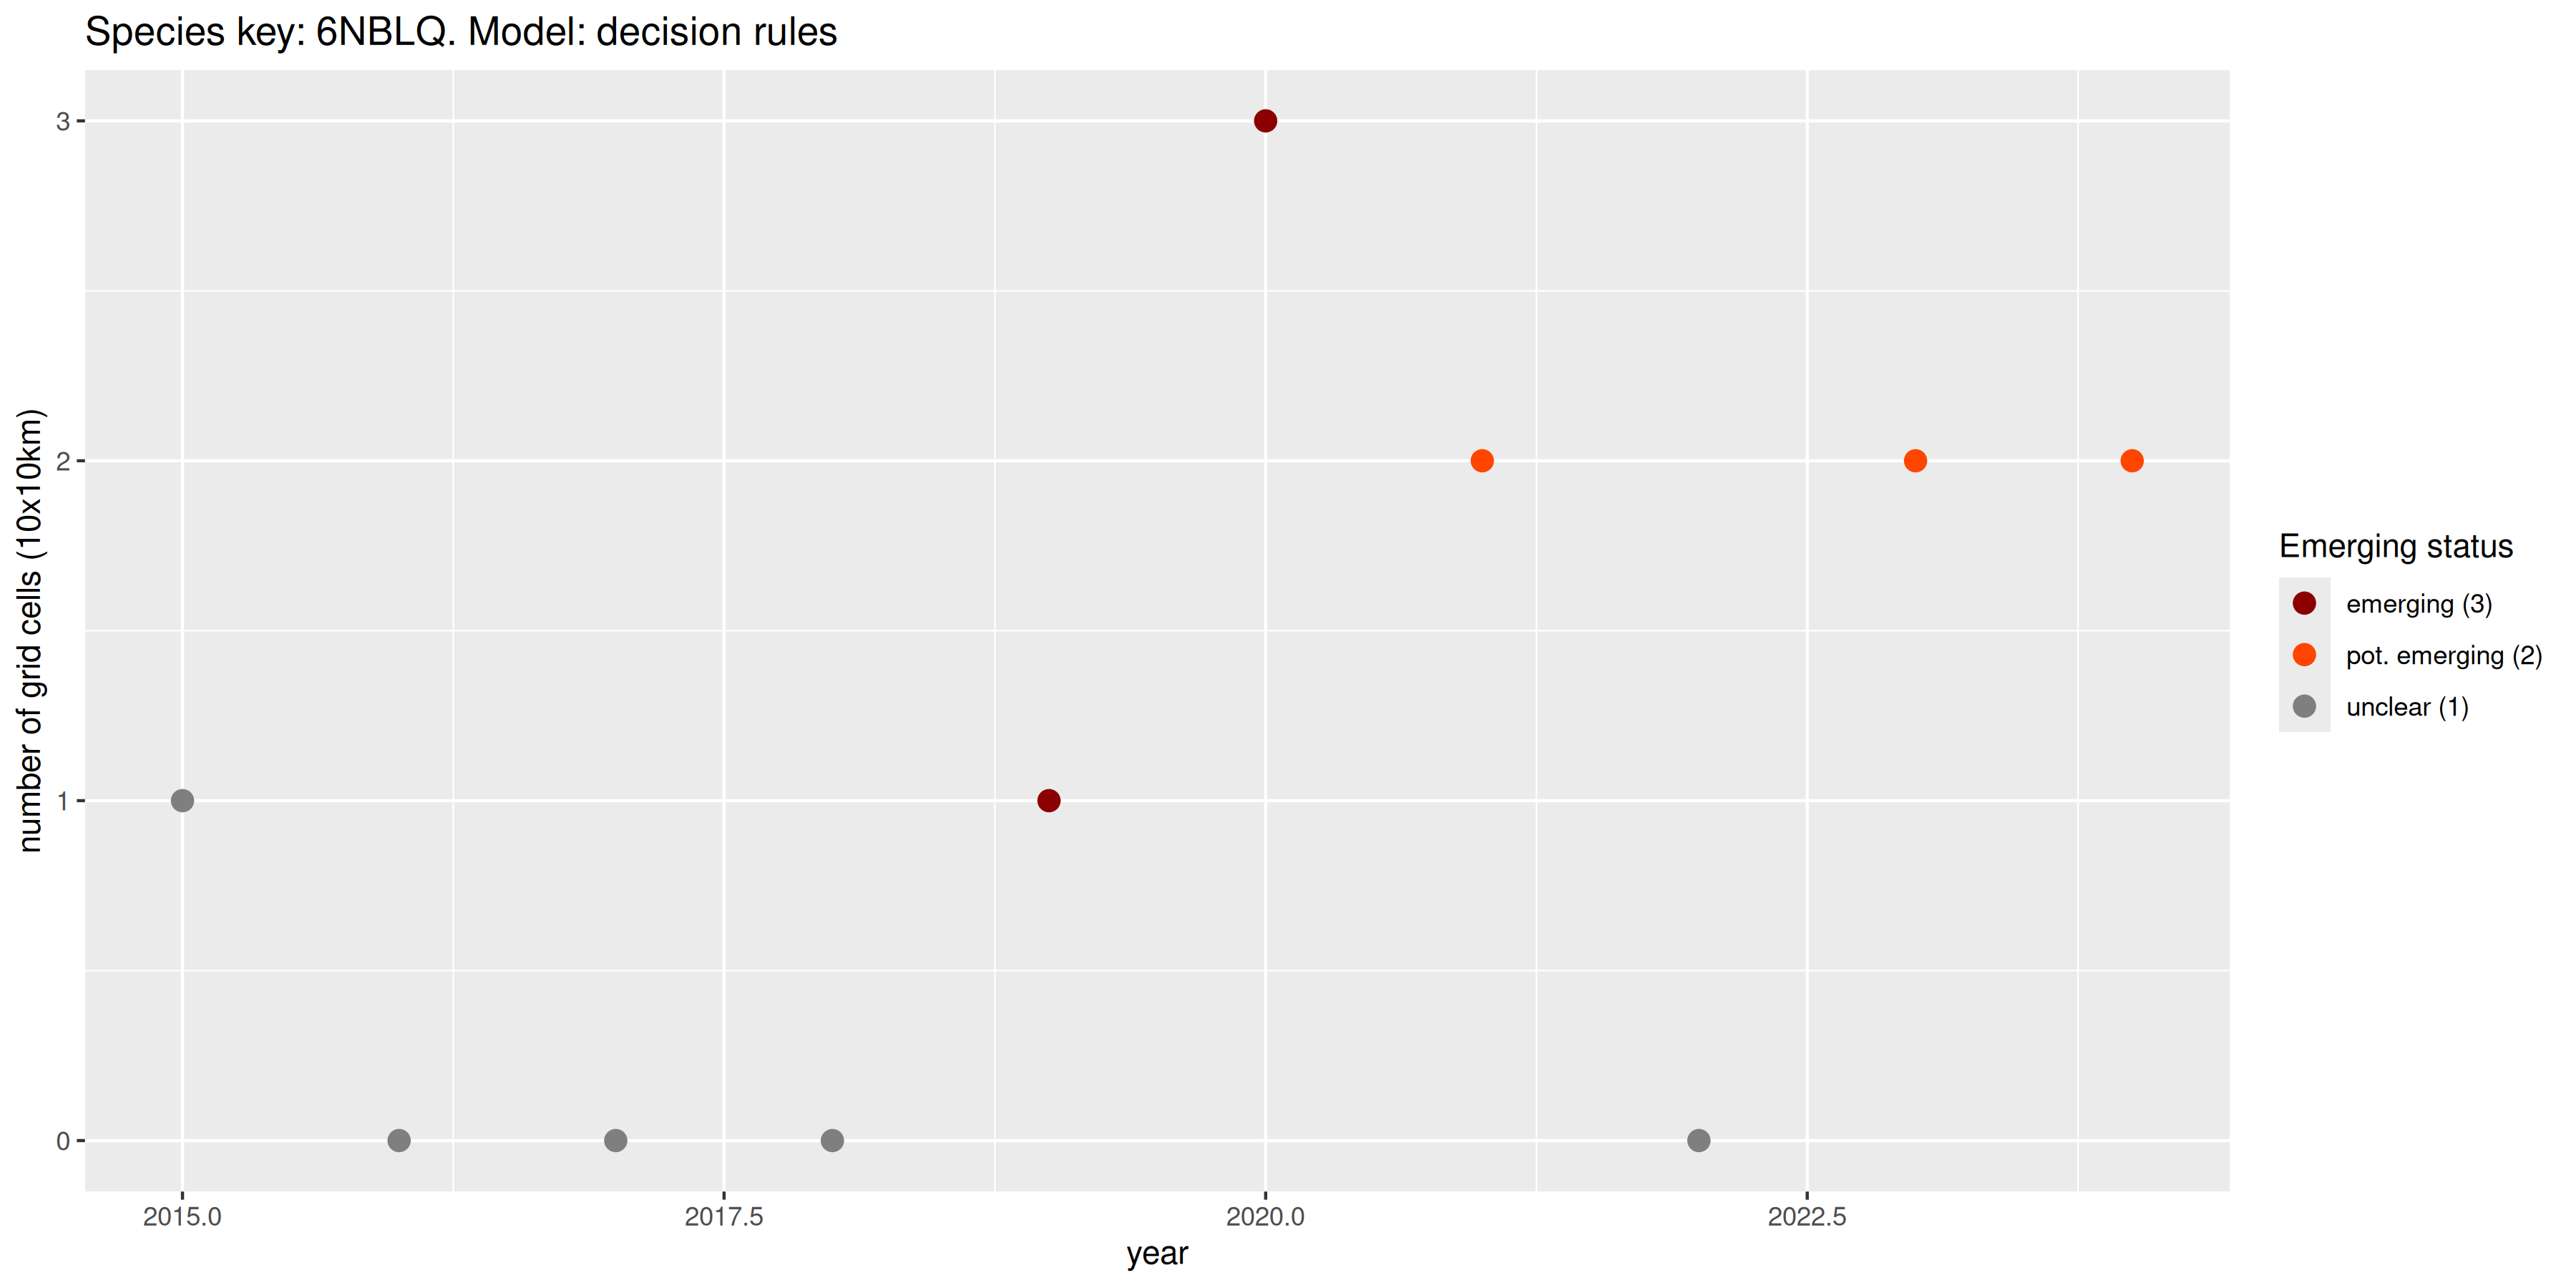 Species key: 6NBLQ. Model: decision rules
number of grid cells (10x10km)
3
2
1
0
2015.0
2017.5
2020.0
2022.5
year
Emerging status
emerging (3)
pot. emerging (2)
unclear (1)